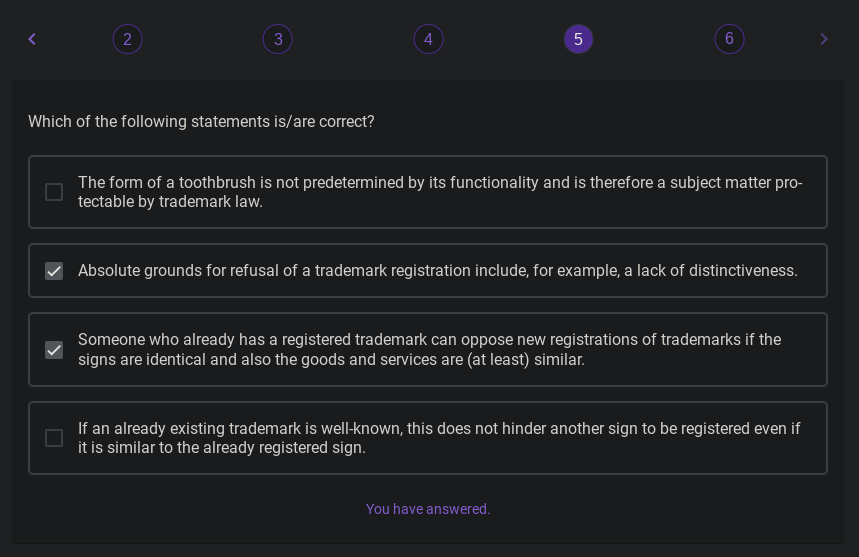 2 3 4 5 6
Which of the following statements is/are correct?
The form of a toothbrush is not predetermined by its functionality and is therefore a subject matter pro-
tectable by trademark law.
Absolute grounds for refusal of a trademark registration include, for example, a lack of distinctiveness.
Someone who already has a registered trademark can oppose new registrations of trademarks if the
signs are identical and also the goods and services are (at least) similar.
If an already existing trademark is well-known, this does not hinder another sign to be registered even if
it is similar to the already registered sign.
You have answered.